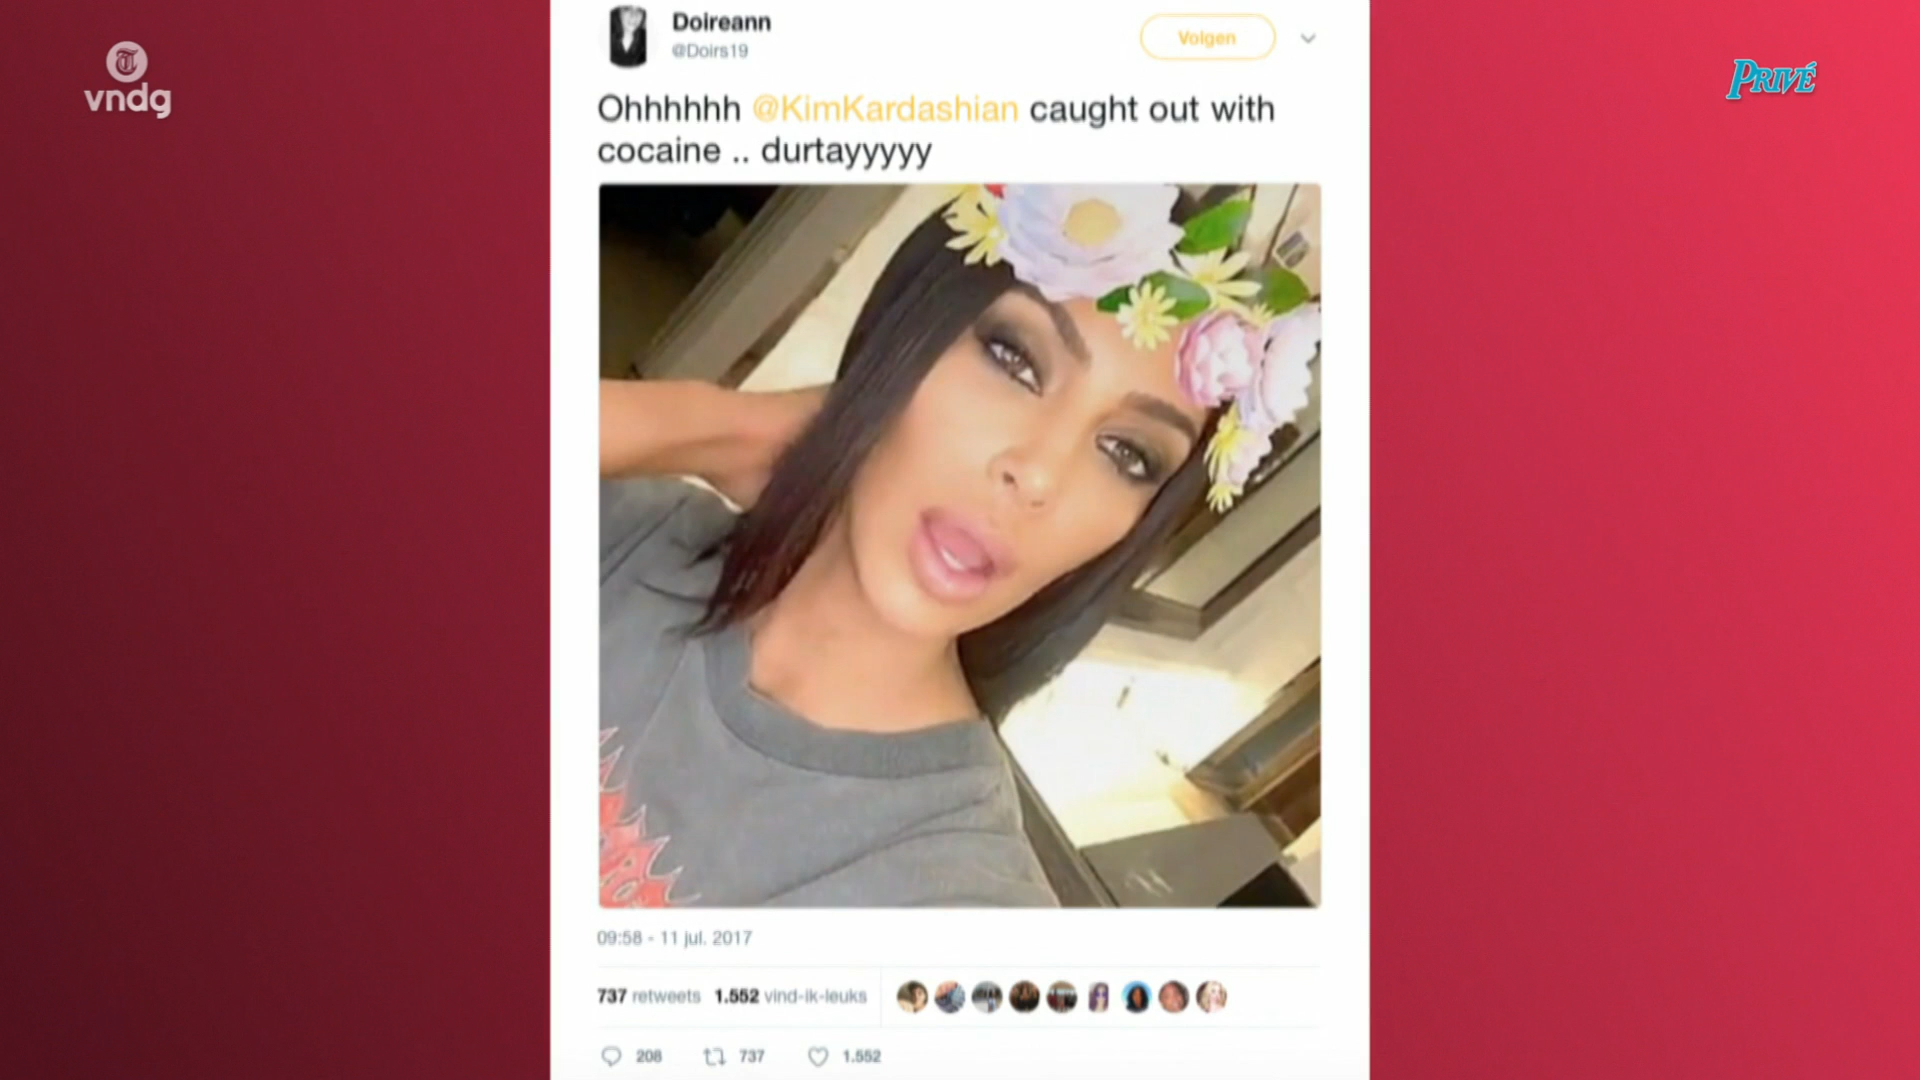 vndg
PRIVÉ
Doireann
@Doirs19
Volgen
Ohhhhhh @KimKardashian caught out with
cocaine .. durtayyyyy
09:58 - 11 jul. 2017
737 retweets 1.552 vind-ik-leuks
208 737 1.552